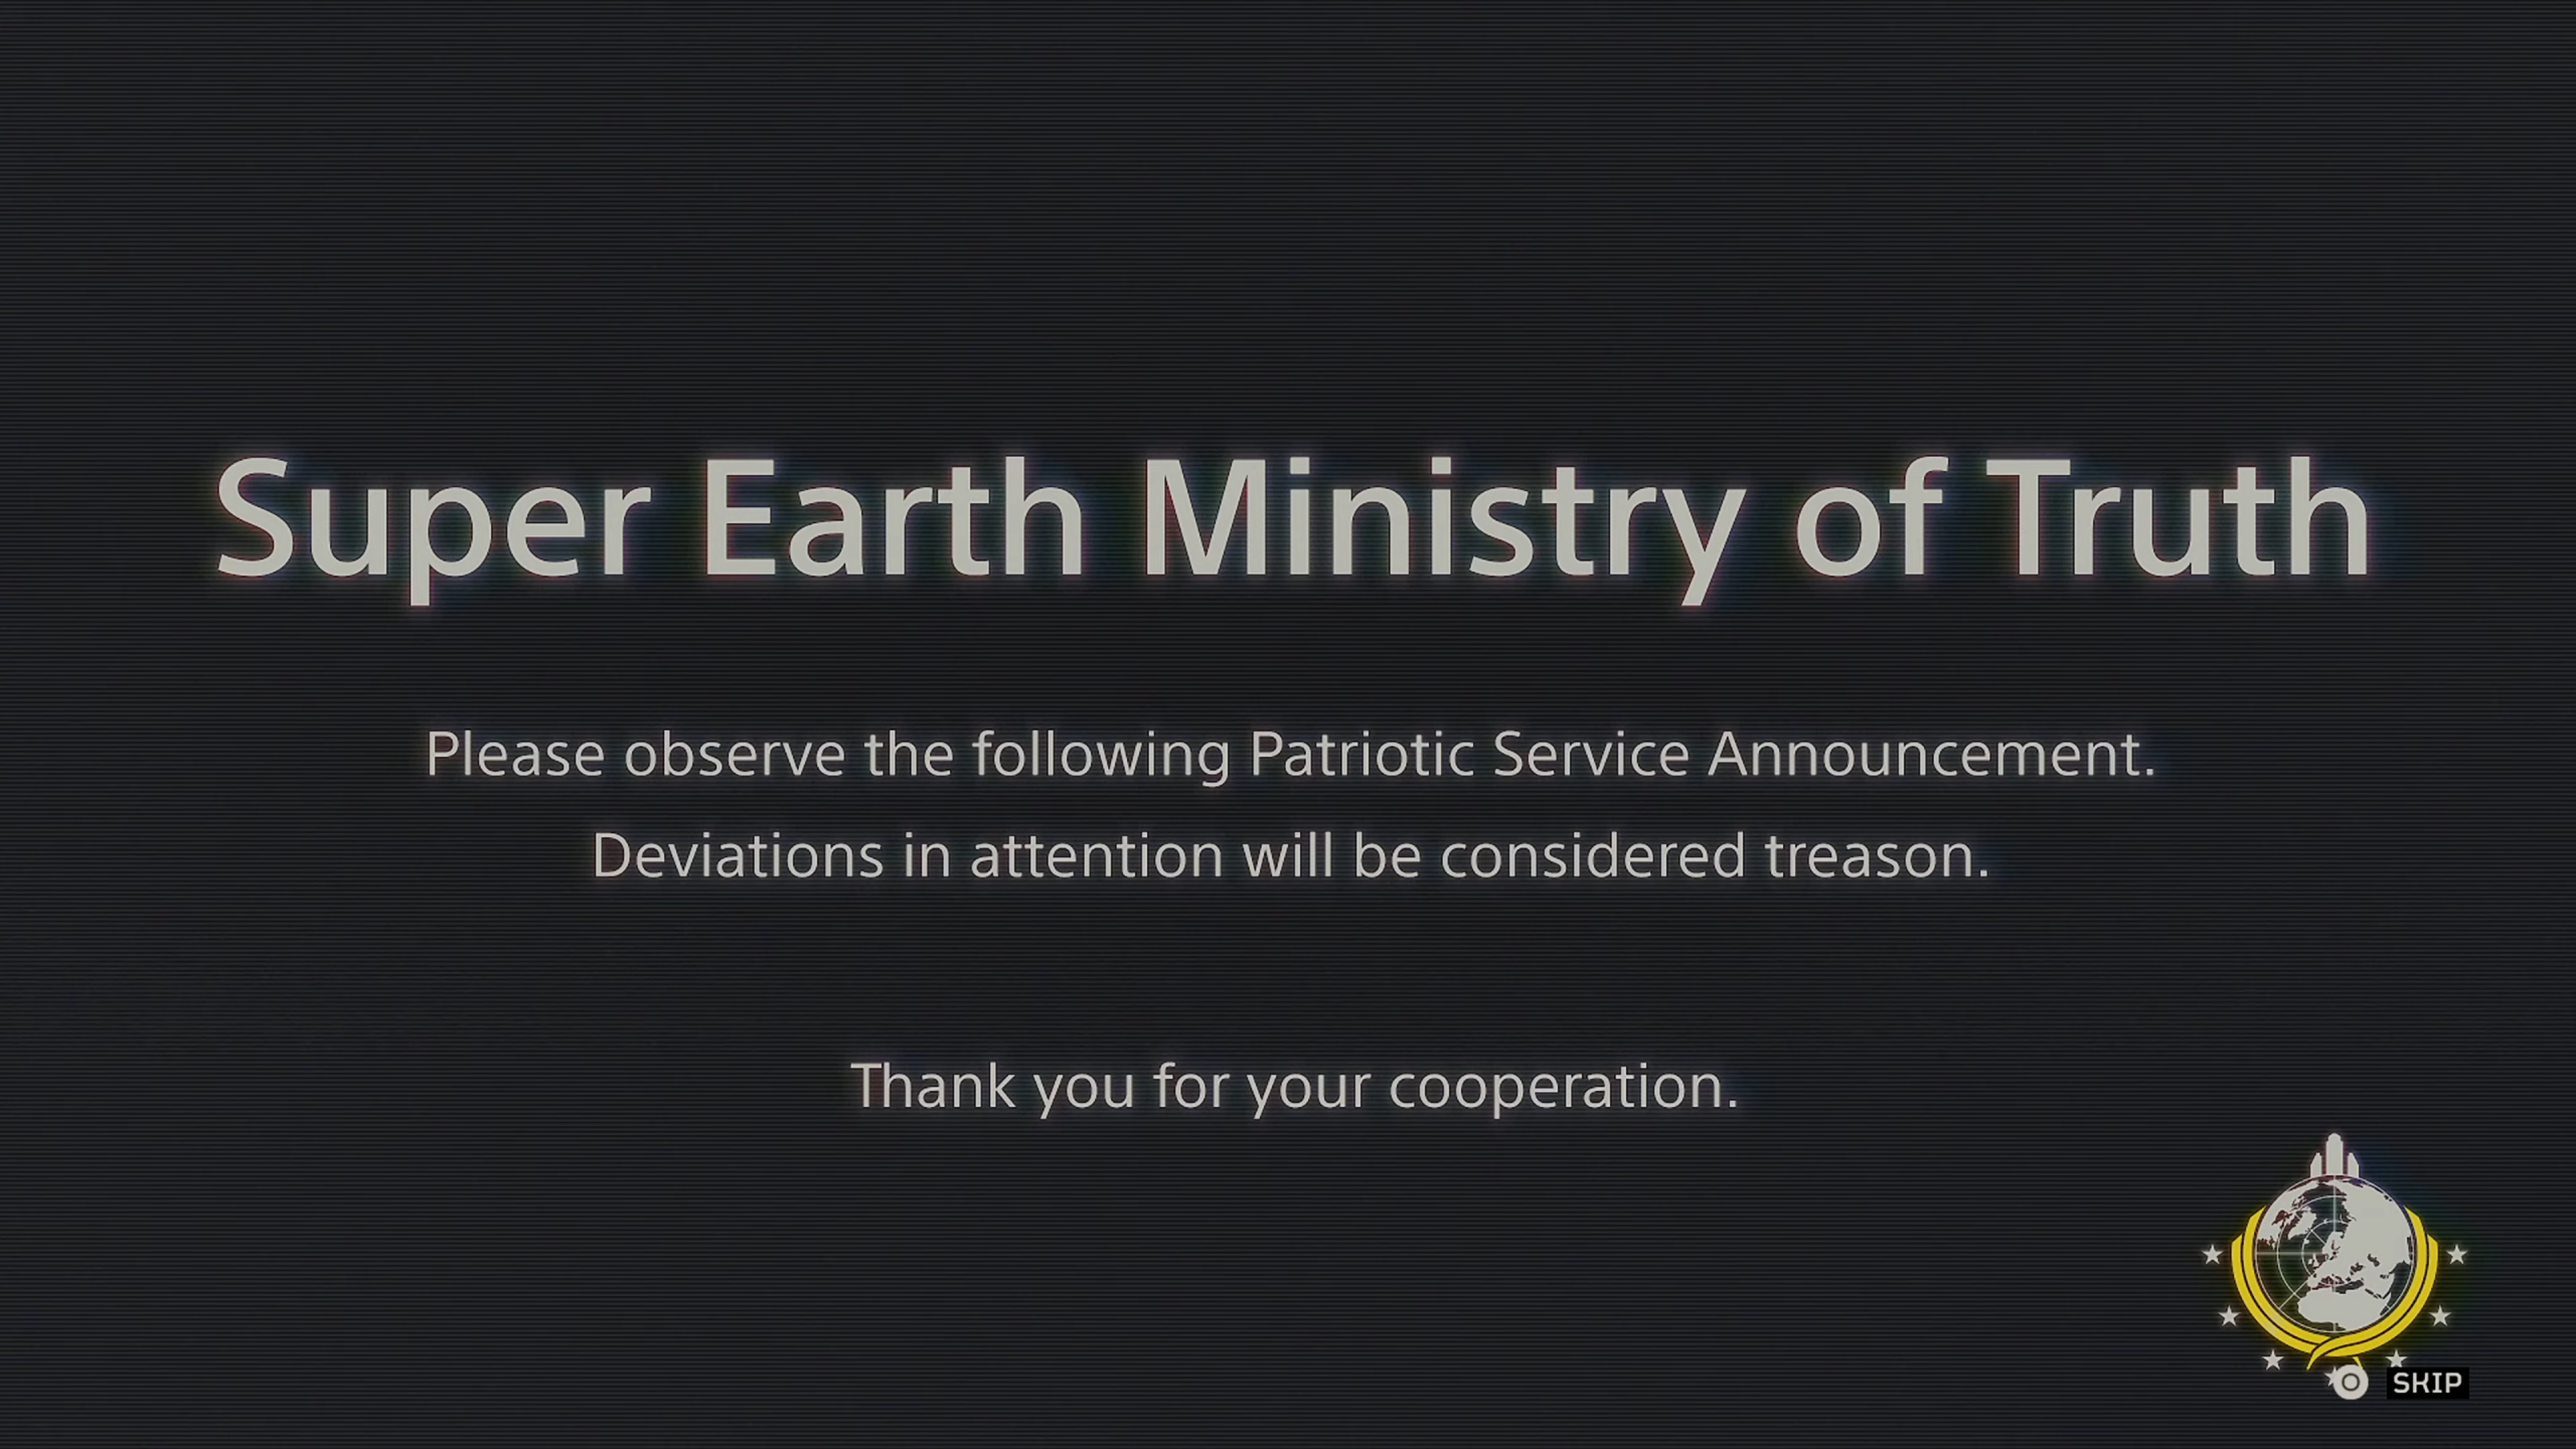 Super Earth Ministry of Truth
Please observe the following Patriotic Service Announcement.
Deviations in attention will be considered treason.
Thank you for your cooperation.
SKIP